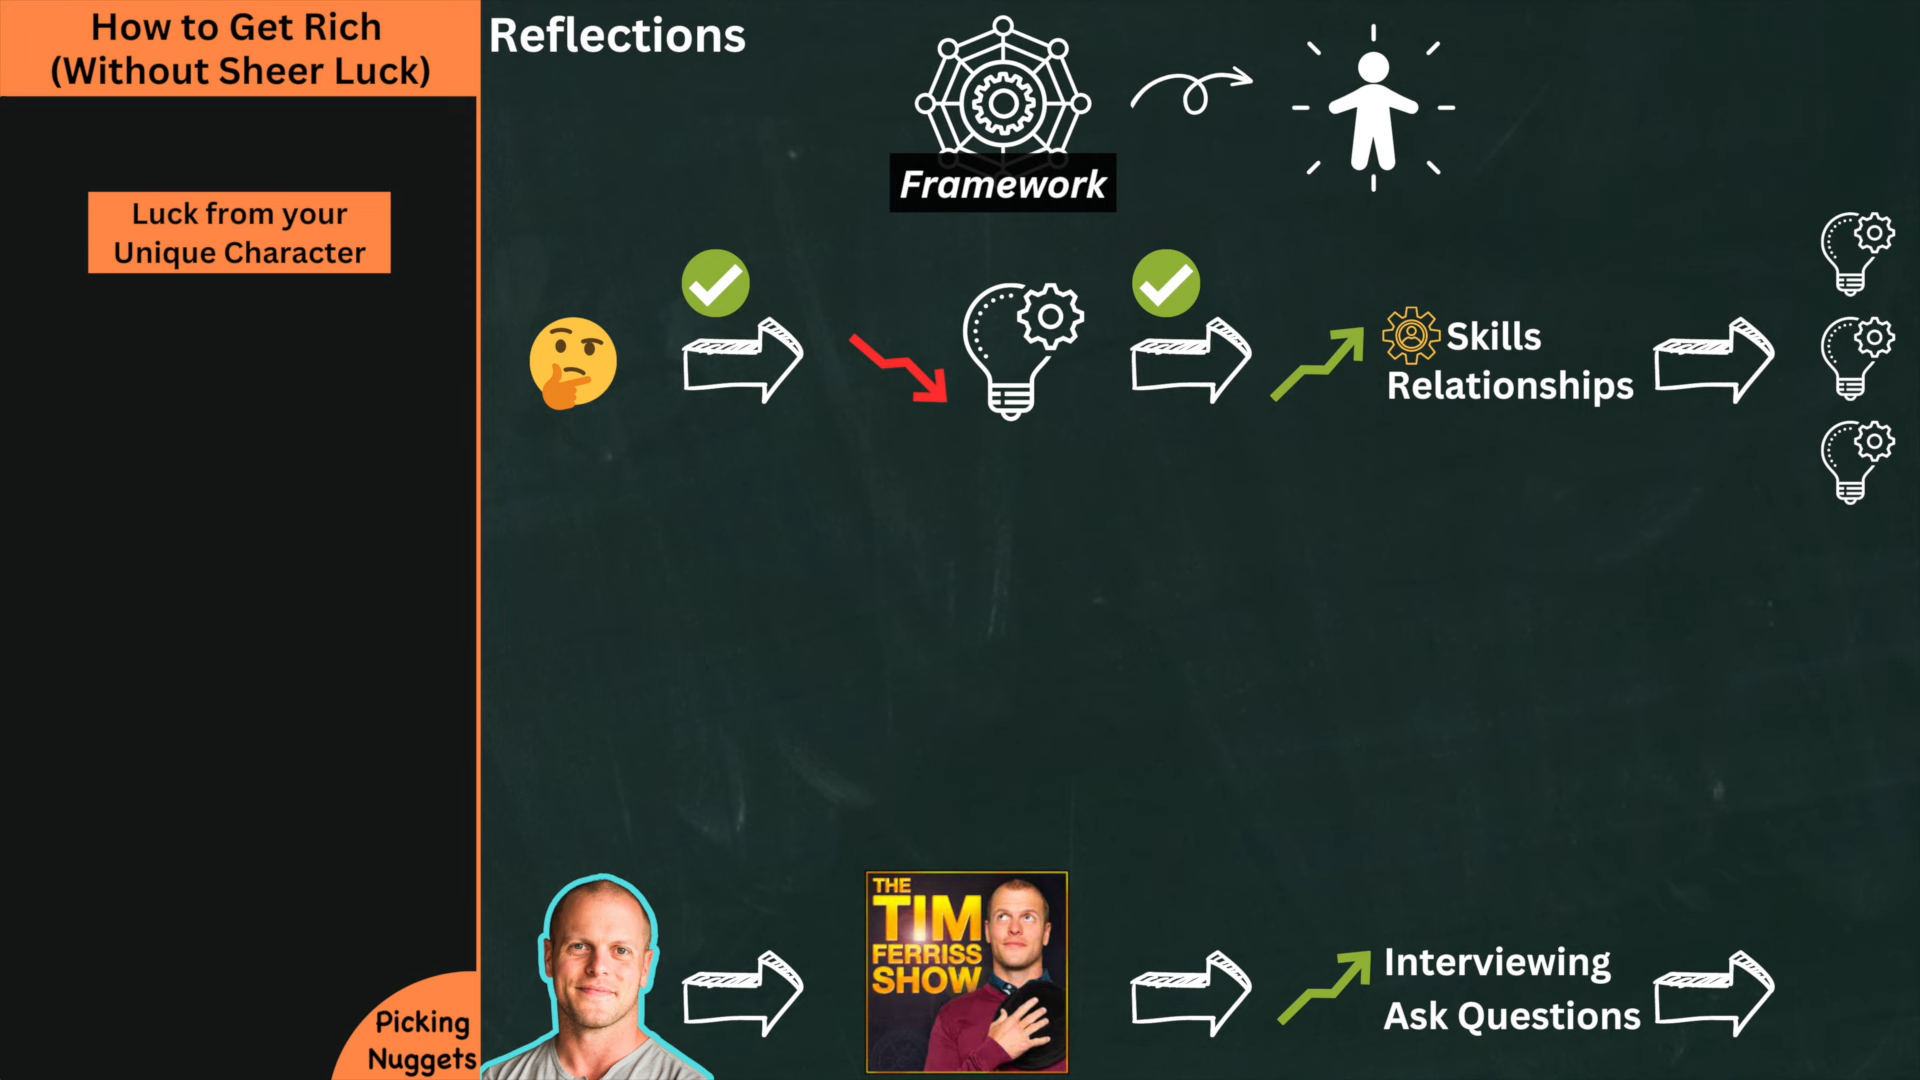 How to Get Rich
(Without Sheer Luck)
Luck from your
Unique Character
Picking
Nuggets
Reflections
Framework
Skills
Relationships
THE
TIM
FERRISS
SHOW
Interviewing
Ask Questions